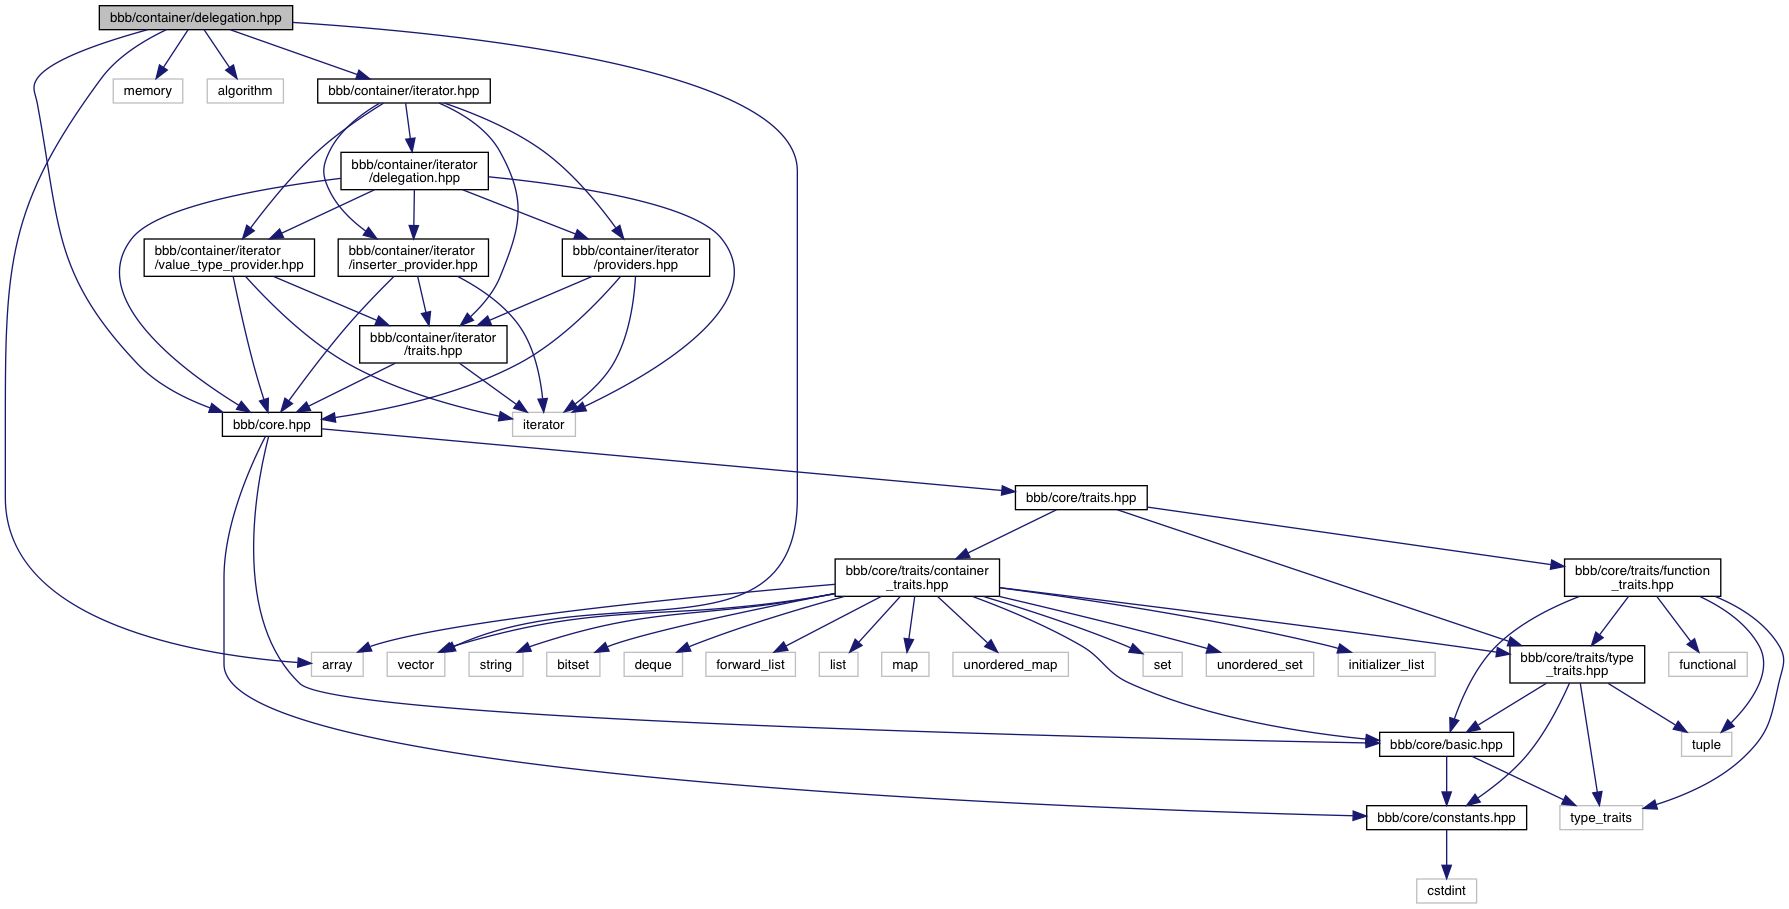 bbb/container/delegation.hpp
memory
algorithm
bbb/container/iterator.hpp
bbb/container/iterator
/delegation.hpp
bbb/container/iterator
/value_type_provider.hpp
bbb/container/iterator
/inserter_provider.hpp
bbb/container/iterator
/providers.hpp
bbb/container/iterator
/traits.hpp
bbb/core.hpp
iterator
bbb/core/traits.hpp
bbb/core/traits/container
_traits.hpp
bbb/core/traits/function
_traits.hpp
array
vector
string
bitset
deque
forward_list
list
map
unordered_map
set
unordered_set
initializer_list
bbb/core/traits/type
_traits.hpp
functional
bbb/core/basic.hpp
tuple
bbb/core/constants.hpp
type_traits
cstdint